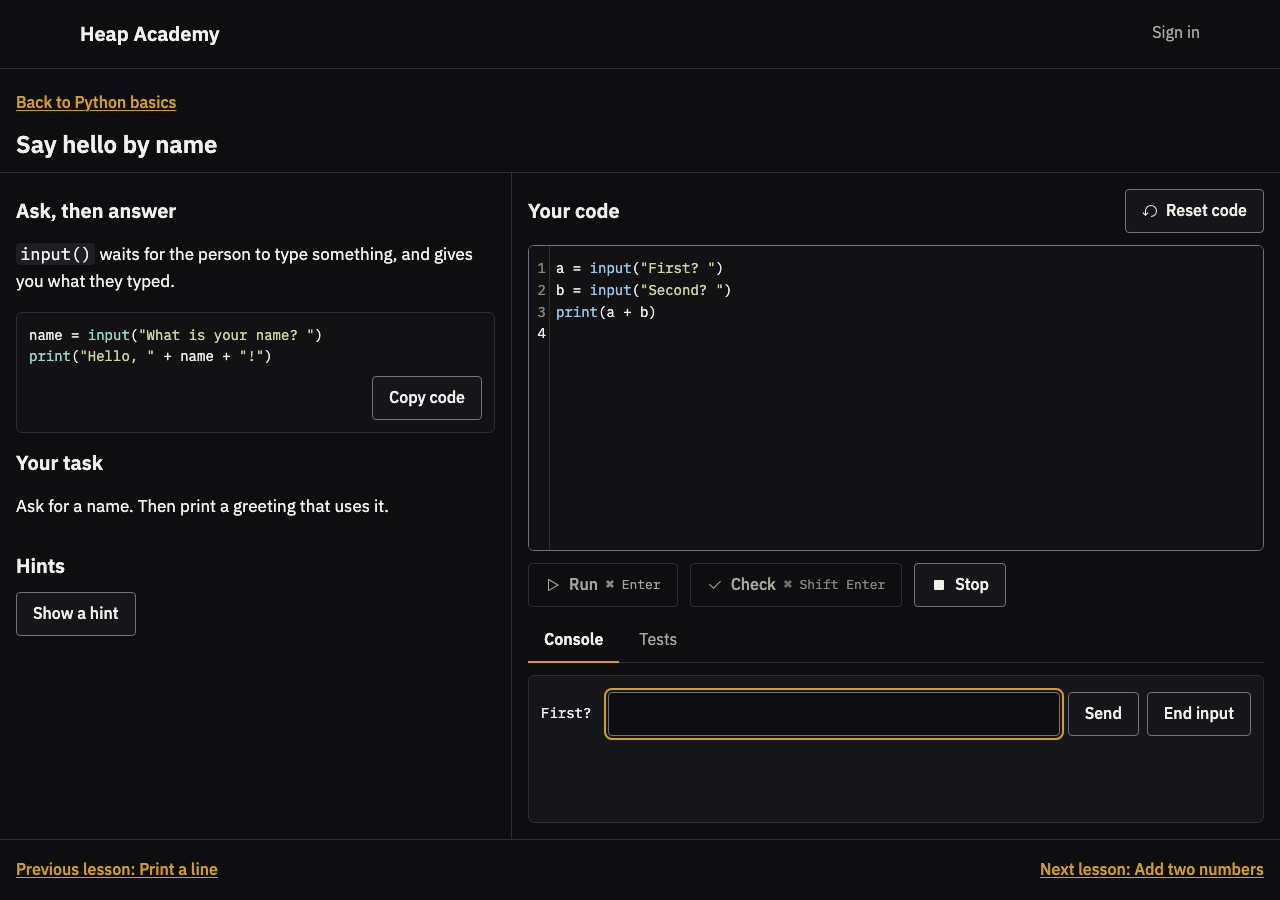 Heap Academy
Sign in
Back to Python basics
Say hello by name
Ask, then answer
input() waits for the person to type something, and gives
you what they typed.
name = input("What is your name? ")
print("Hello, " + name + "!")
Copy code
Your task
Ask for a name. Then print a greeting that uses it.
Hints
Show a hint
Your code
Reset code
1 a = input("First? ")
2 b = input("Second? ")
3 print(a + b)
4
Run ⌘ Enter
Check ⌘ Shift Enter
Stop
Console
Tests
First?
Send
End input
Previous lesson: Print a line
Next lesson: Add two numbers